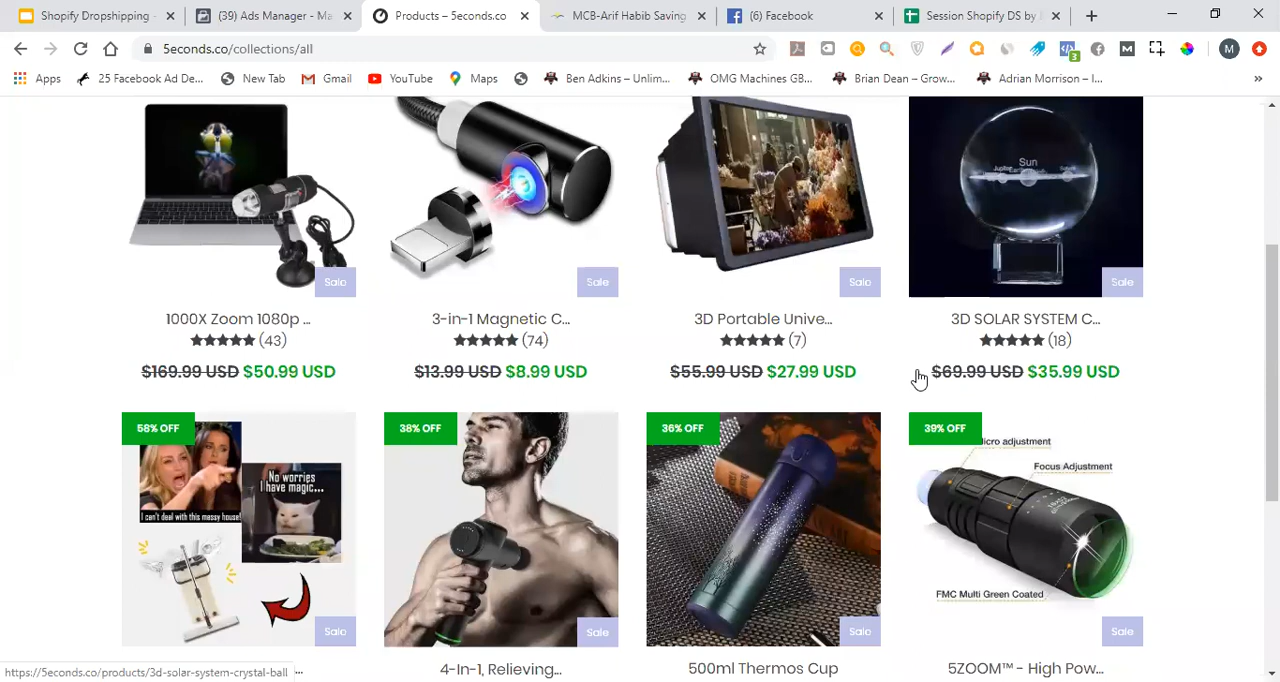 Shopify Dropshipping - 
(39) Ads Manager - Ma
Products – 5econds.co
MCB-Arif Habib Saving
(6) Facebook
Session Shopify DS by
5econds.co/collections/all
3
M
M
Apps
25 Facebook Ad De...
New Tab
Gmail
YouTube
Maps
Ben Adkins – Unlim...
OMG Machines GB...
Brian Dean – Grow...
Adrian Morrison – I...
»
Sun
Jupiter
Sale
Sale
Sale
Sale
1000X Zoom 1080p ...
3-in-1 Magnetic C...
3D Portable Unive...
3D SOLAR SYSTEM C...
★★★★★ (43)
★★★★★ (74)
★★★★★ (7)
★★★★★ (18)
$169.99 USD $50.99 USD
$13.99 USD $8.99 USD
$55.99 USD $27.99 USD
$69.99 USD $35.99 USD
58% OFF
38% OFF
36% OFF
39% OFF
I can't deal with this massy house!
No worries
I have magic...
Micro adjustment
Focus Adjustment
FMC Multi Green Coated
Sale
Sale
Sale
Sale
https://5econds.co/products/3d-solar-system-crystal-ball
...
4-In-1, Relieving...
500ml Thermos Cup
5ZOOM™ - High Pow...